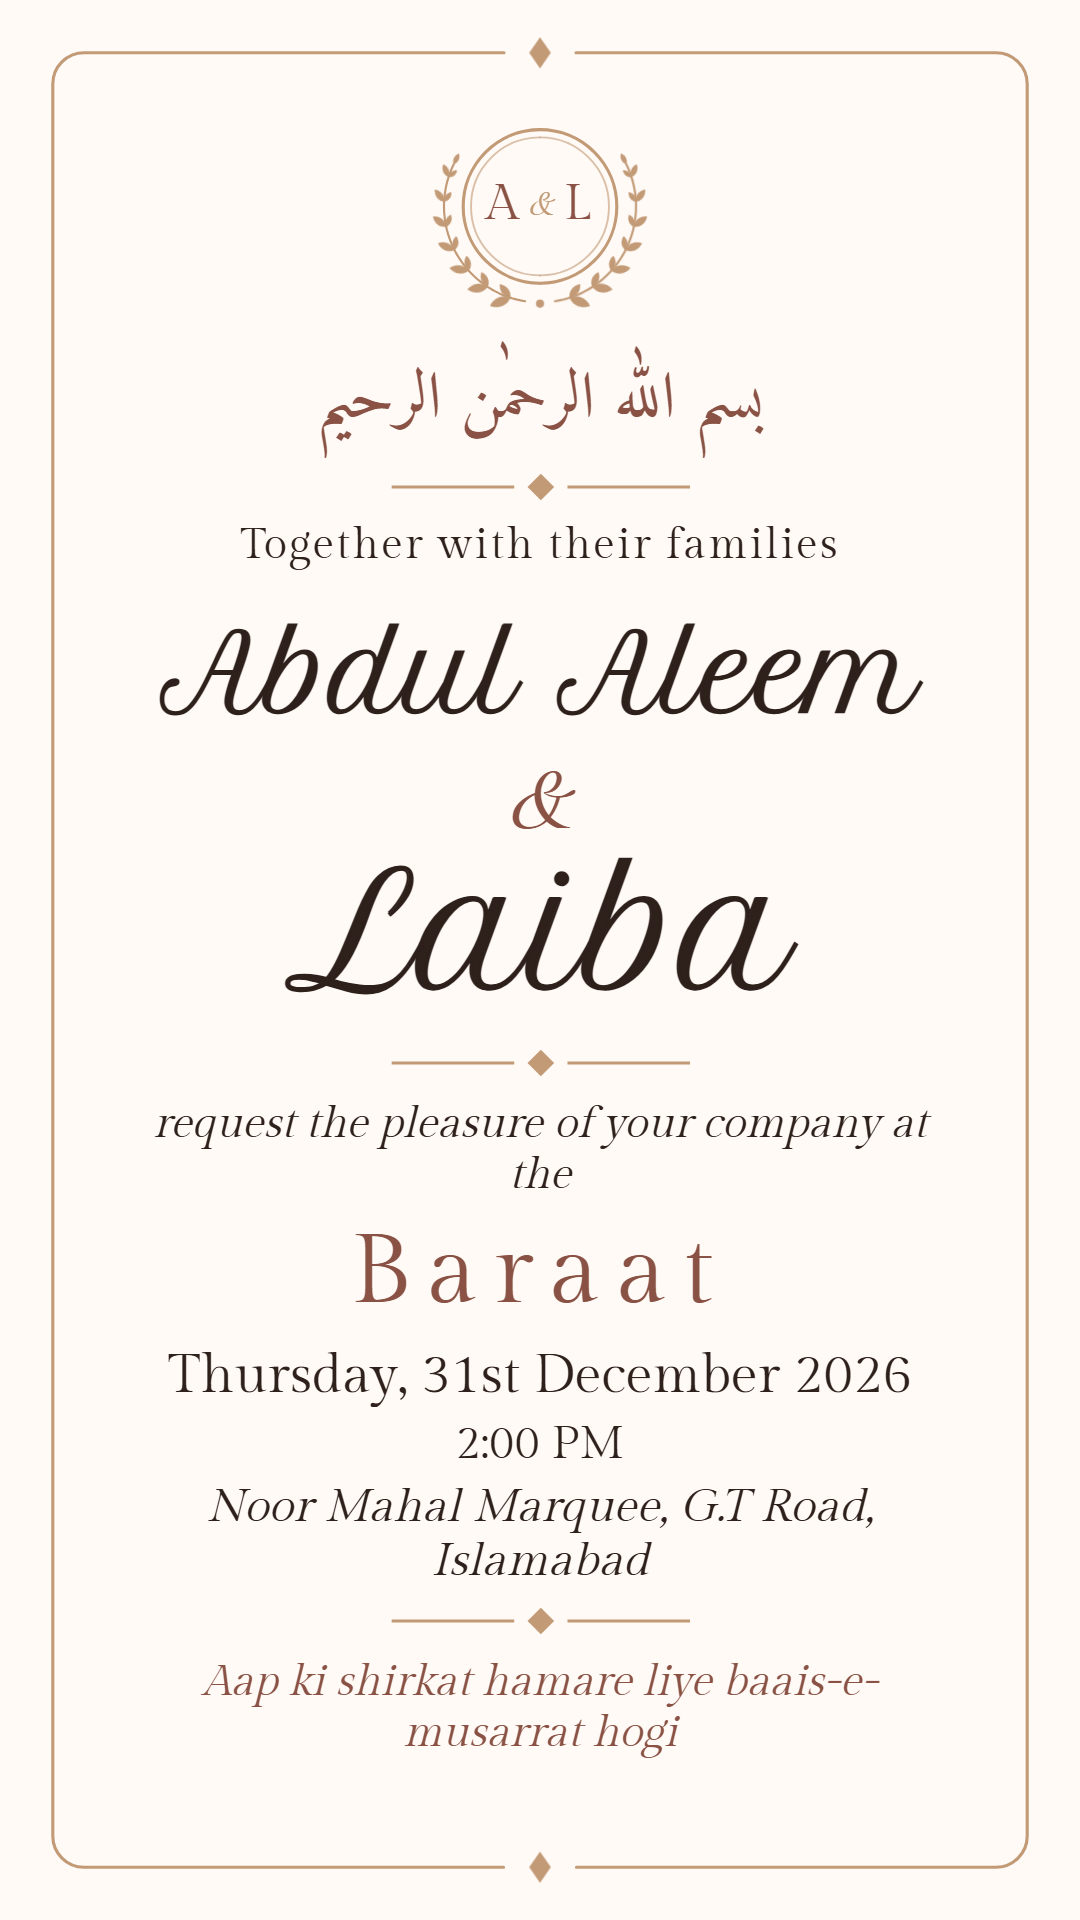 A & L
بسم الله الرحمٰن الرحيم
Together with their families
Abdul Aleem
&
Laiba
request the pleasure of your company at
the
Baraat
Thursday, 31st December 2026
2:00 PM
Noor Mahal Marquee, G.T Road,
Islamabad
Aap ki shirkat hamare liye baais-e-
musarrat hogi